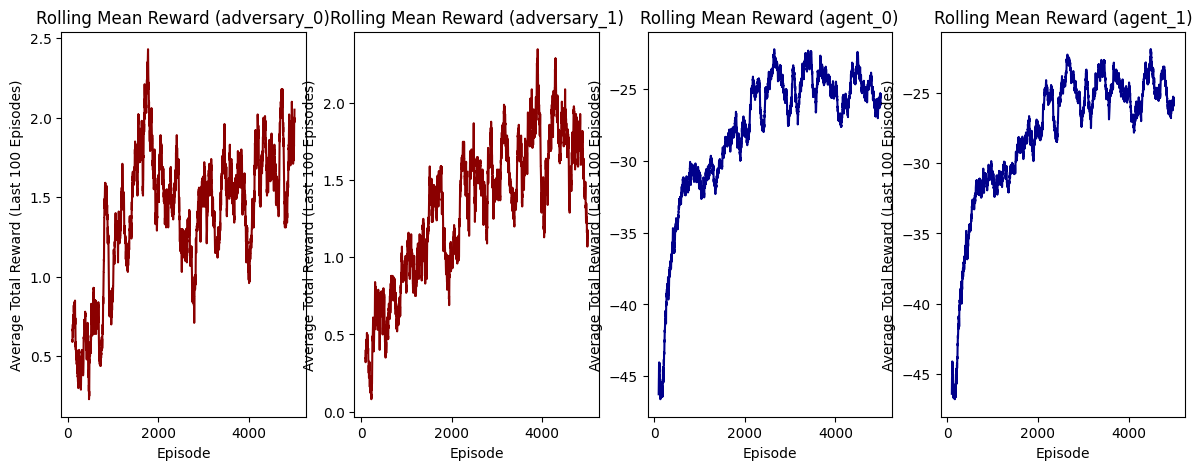 Rolling Mean Reward (adversary_0)
Average Total Reward (Last 100 Episodes)
2.5
2.0
1.5
1.0
0.5
0
2000
4000
Episode
Rolling Mean Reward (adversary_1)
Average Total Reward (Last 100 Episodes)
2.0
1.5
1.0
0.5
0.0
0
2000
4000
Episode
Rolling Mean Reward (agent_0)
Average Total Reward (Last 100 Episodes)
−25
−30
−35
−40
−45
0
2000
4000
Episode
Rolling Mean Reward (agent_1)
Average Total Reward (Last 100 Episodes)
−25
−30
−35
−40
−45
0
2000
4000
Episode